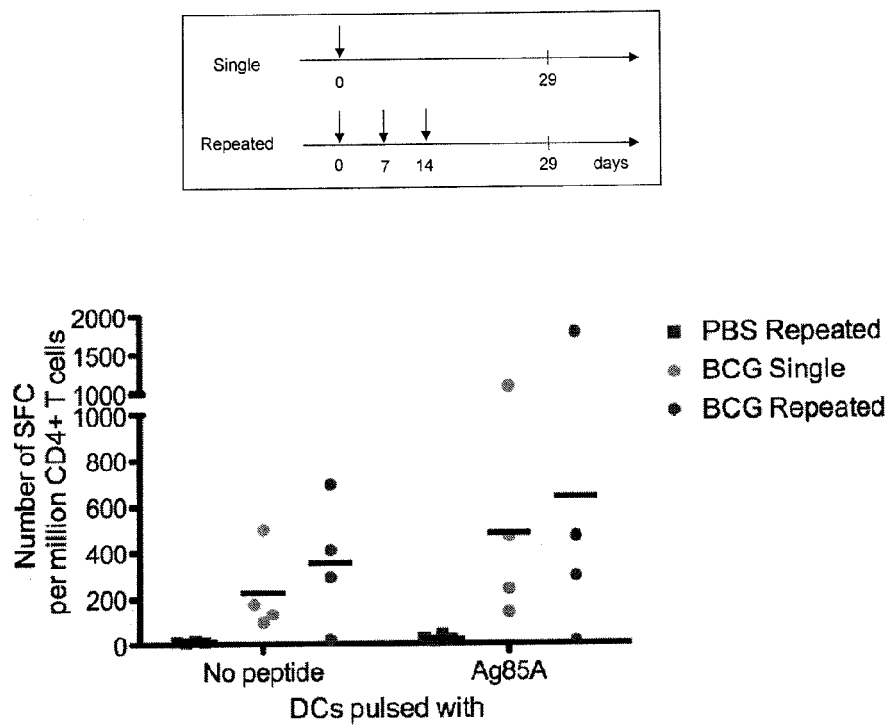 Single
0 29
Repeated
0 7 14 29 days
2000
1500
1000
1000
800
600
400
200
0
Number of SFC
per million CD4+ T cells
No peptide Ag85A
DCs pulsed with
PBS Repeated
BCG Single
BCG Repeated